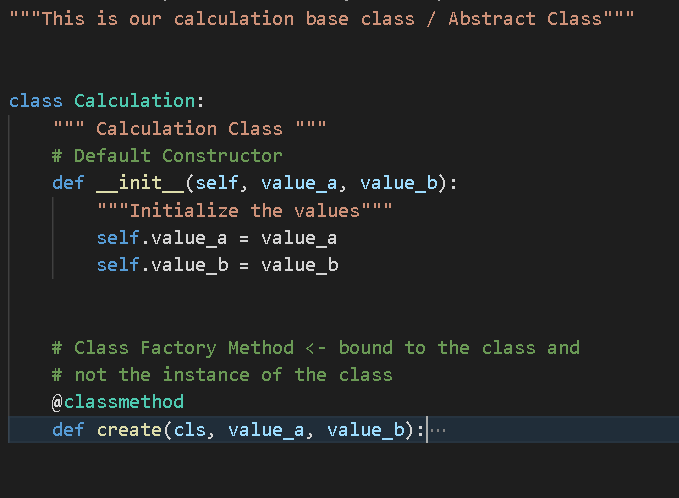 """This is our calculation base class / Abstract Class"""
class Calculation:
    """ Calculation Class """
    # Default Constructor
    def __init__(self, value_a, value_b):
        """Initialize the values"""
        self.value_a = value_a
        self.value_b = value_b
    # Class Factory Method <- bound to the class and
    # not the instance of the class
    @classmethod
    def create(cls, value_a, value_b):⋯